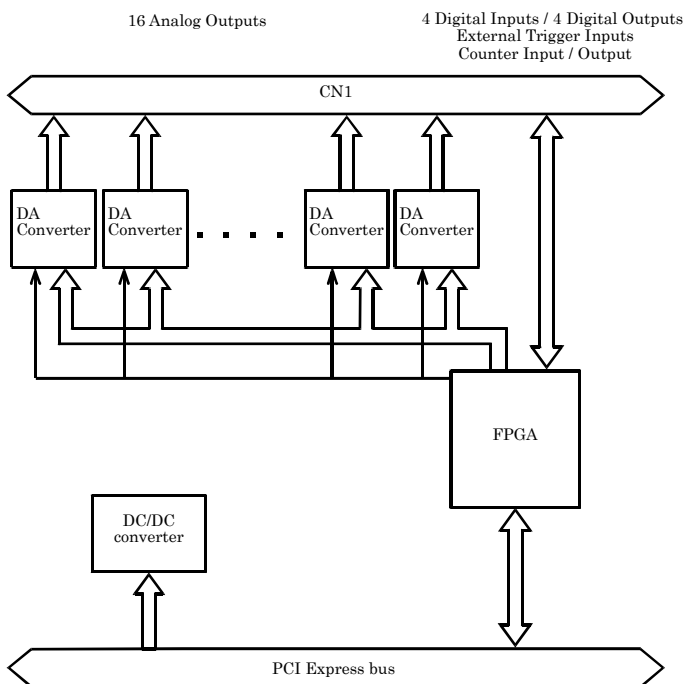 16 Analog Outputs
4 Digital Inputs / 4 Digital Outputs
External Trigger Inputs
Counter Input / Output
CN1
DA
Converter
DA
Converter
DA
Converter
DA
Converter
FPGA
DC/DC
converter
PCI Express bus